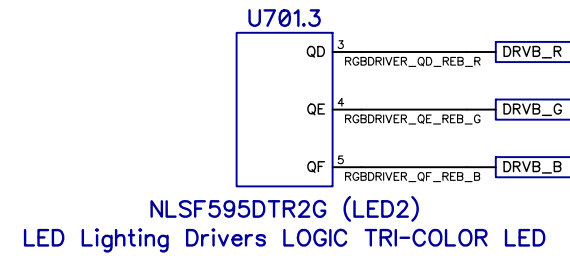 U701.3
QD 3 RGBDRIVER_QD_REB_R DRVB_R
QE 4 RGBDRIVER_QE_REB_G DRVB_G
QF 5 RGBDRIVER_QF_REB_B DRVB_B
NLSF595DTR2G (LED2)
LED Lighting Drivers LOGIC TRI-COLOR LED